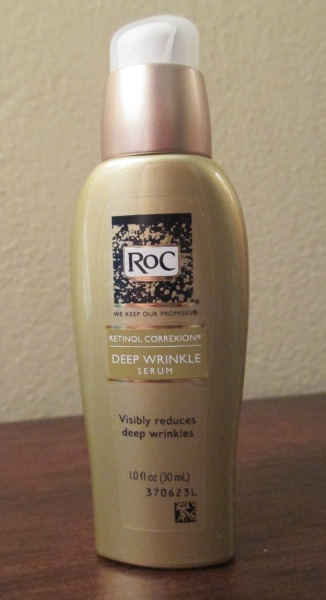 RoC
®
WE KEEP OUR PROMISES®
RETINOL CORREXION®
DEEP WRINKLE
SERUM
Visibly reduces
deep wrinkles
1.0 fl oz (30 mL)
370623L